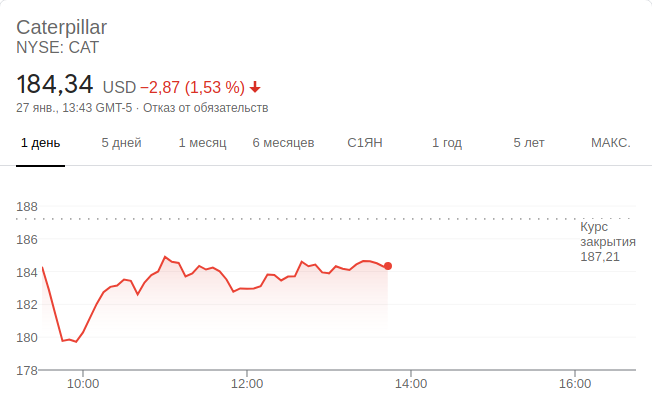 Caterpillar
NYSE: CAT
184,34 USD −2,87 (1,53 %)
27 янв., 13:43 GMT-5 · Отказ от обязательств
1 день 5 дней 1 месяц 6 месяцев С1ЯН 1 год 5 лет МАКС.
188
186
184
182
180
178
Курс
закрытия
187,21
10:00 12:00 14:00 16:00